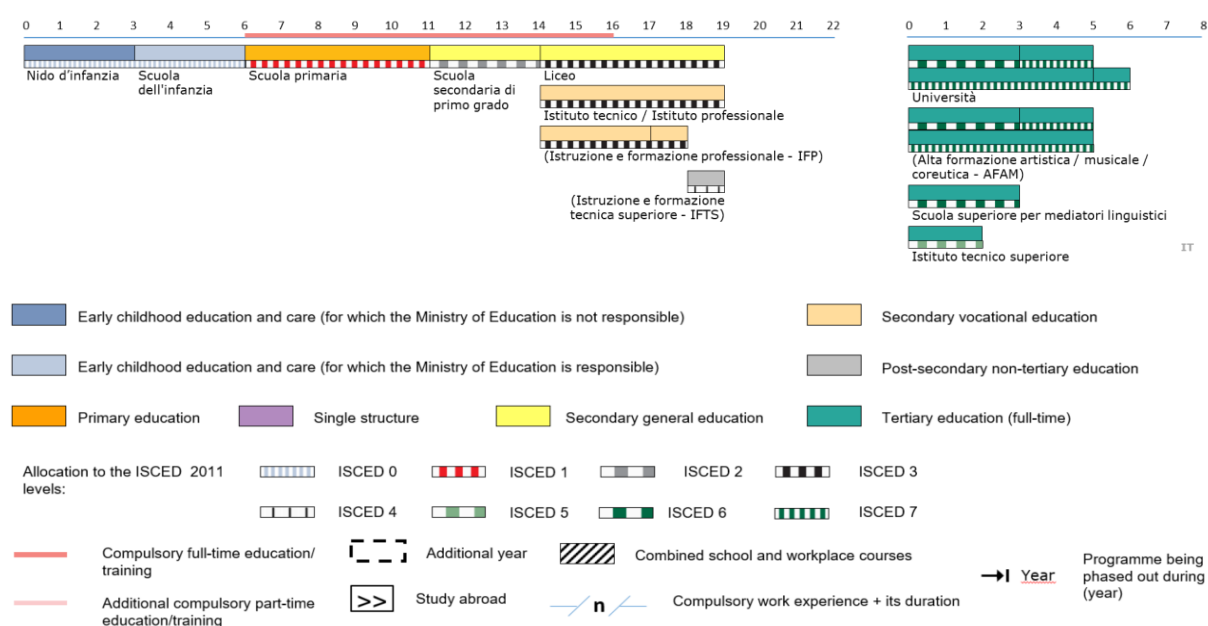 0 1 2 3 4 5 6 7 8 9 10 11 12 13 14 15 16 17 18 19 20 21 22
0 1 2 3 4 5 6 7 8
Nido d'infanzia
Scuola
dell'infanzia
Scuola primaria
Scuola
secondaria di
primo grado
Liceo
Istituto tecnico / Istituto professionale
(Istruzione e formazione professionale - IFP)
(Istruzione e formazione
tecnica superiore - IFTS)
Università
(Alta formazione artistica / musicale /
coreutica - AFAM)
Scuola superiore per mediatori linguistici
Istituto tecnico superiore
IT
Early childhood education and care (for which the Ministry of Education is not responsible)
Secondary vocational education
Early childhood education and care (for which the Ministry of Education is responsible)
Post-secondary non-tertiary education
Primary education
Single structure
Secondary general education
Tertiary education (full-time)
Allocation to the ISCED 2011
levels:
ISCED 0
ISCED 1
ISCED 2
ISCED 3
ISCED 4
ISCED 5
ISCED 6
ISCED 7
Compulsory full-time education/
training
Additional year
Combined school and workplace courses
Year
Programme being
phased out during
(year)
Additional compulsory part-time
education/training
>>
Study abroad
n
Compulsory work experience + its duration